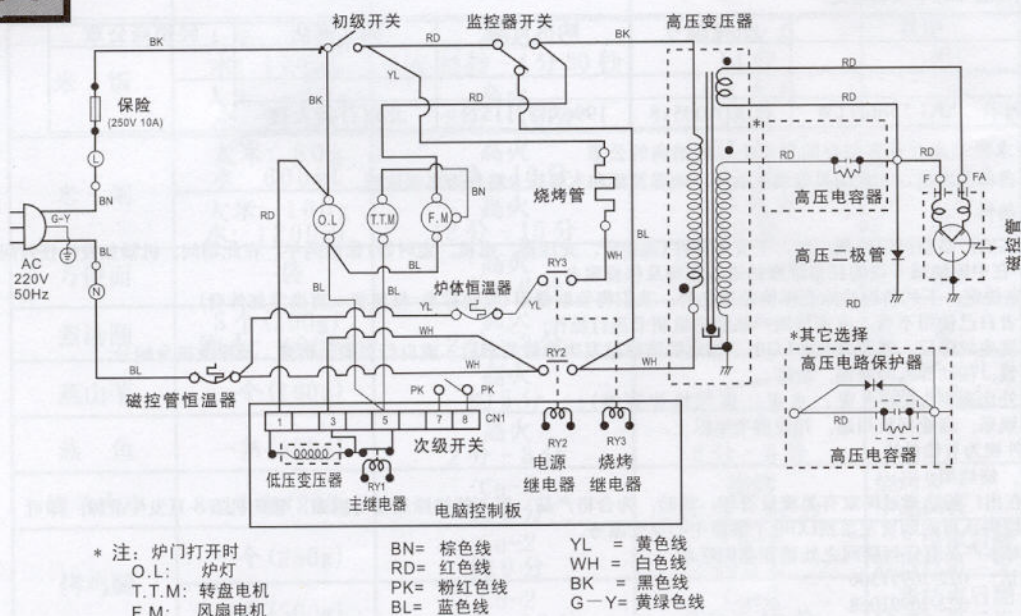 初级开关
监控器开关
高压变压器
BK
RD
BK
RD
YL
RD
RD
BK
保险
(250V 10A)
*
RD
RD
F
FA
高压电容器
L
BN
RD
BN
烧烤管
O.L
T.T.M
F.M
BL
磁控管
G-Y
AC
220V
50Hz
BL
BL
WH
高压二极管
N
BL
BL
炉体恒温器
RY3
YL
YL
RD
WH
*其它选择
RY2
WH
WH
高压电路保护器
BL
磁控管恒温器
PK
PK
RD
1
3
5
7
8
CN1
次级开关
RY2
RY3
高压电容器
低压变压器
RY1
主继电器
电源
继电器
烧烤
继电器
电脑控制板
* 注: 炉门打开时
O.L: 炉灯
T.T.M: 转盘电机
F.M: 风扇电机
BN= 棕色线
RD= 红色线
PK= 粉红色线
BL= 蓝色线
YL 黄色线
WH = 白色线
BK = 黑色线
G-Y= 黄绿色线